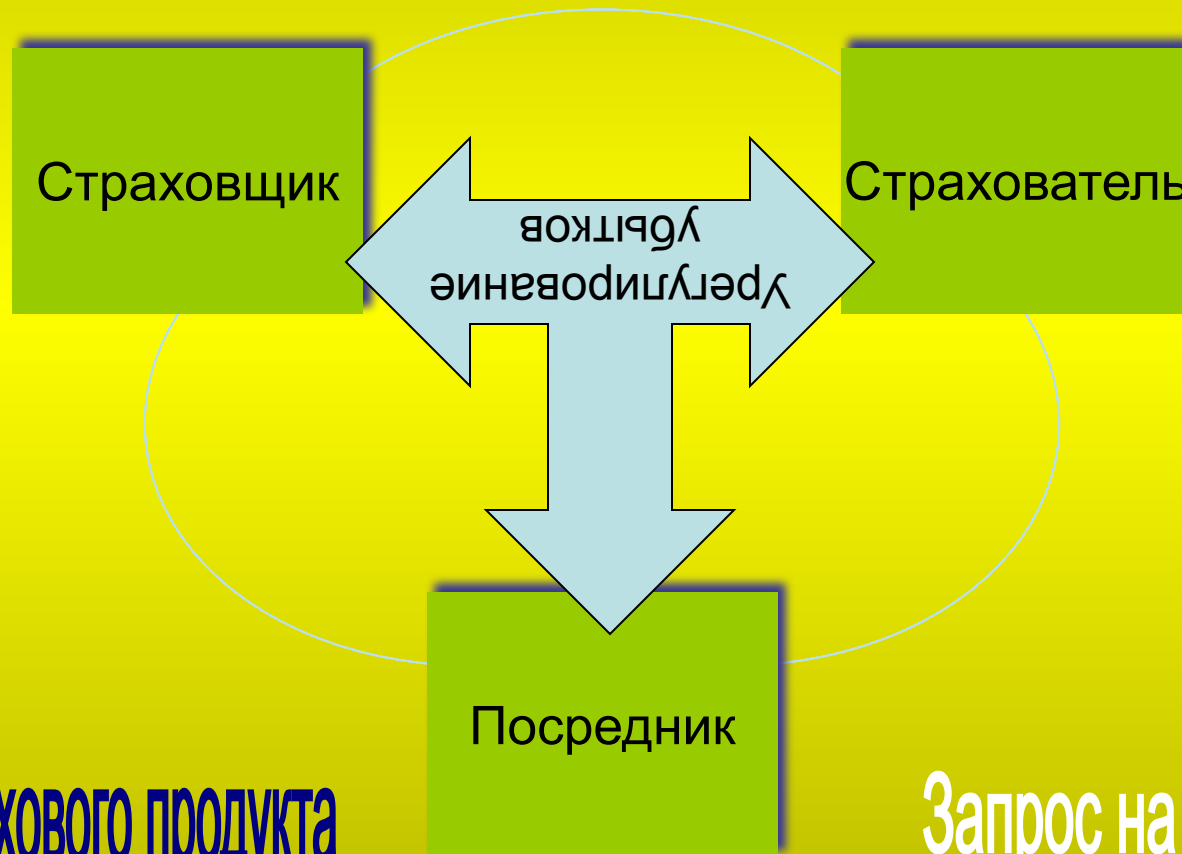 Страховщик
Страхователь
Урегулирование
убытков
Посредник
хового продукта
Запрос на